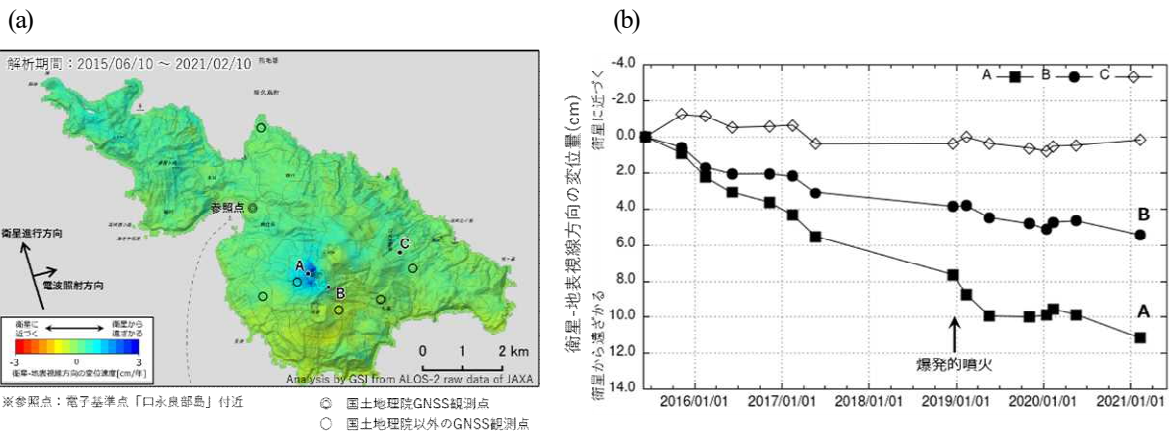 (a)
解析期間：2015/06/10 ～ 2021/02/10
参照点
衛星進行方向
電波照射方向
A
B
C
衛星に
近づく
衛星から
遠ざかる
-3
0
3
衛星-地表視線方向の変位速度[cm/年]
0 1 2 km
Analysis by GSI from ALOS-2 raw data of JAXA
※参照点：電子基準点「口永良部島」付近
◎ 国土地理院GNSS観測点
○ 国土地理院以外のGNSS観測点
(b)
衛星-地表視線方向の変位量(cm)
衛星に近づく
衛星から遠ざかる
-4.0
-2.0
0.0
2.0
4.0
6.0
8.0
10.0
12.0
14.0
A B C
B
A
爆発的噴火
2016/01/01 2017/01/01 2018/01/01 2019/01/01 2020/01/01 2021/01/01